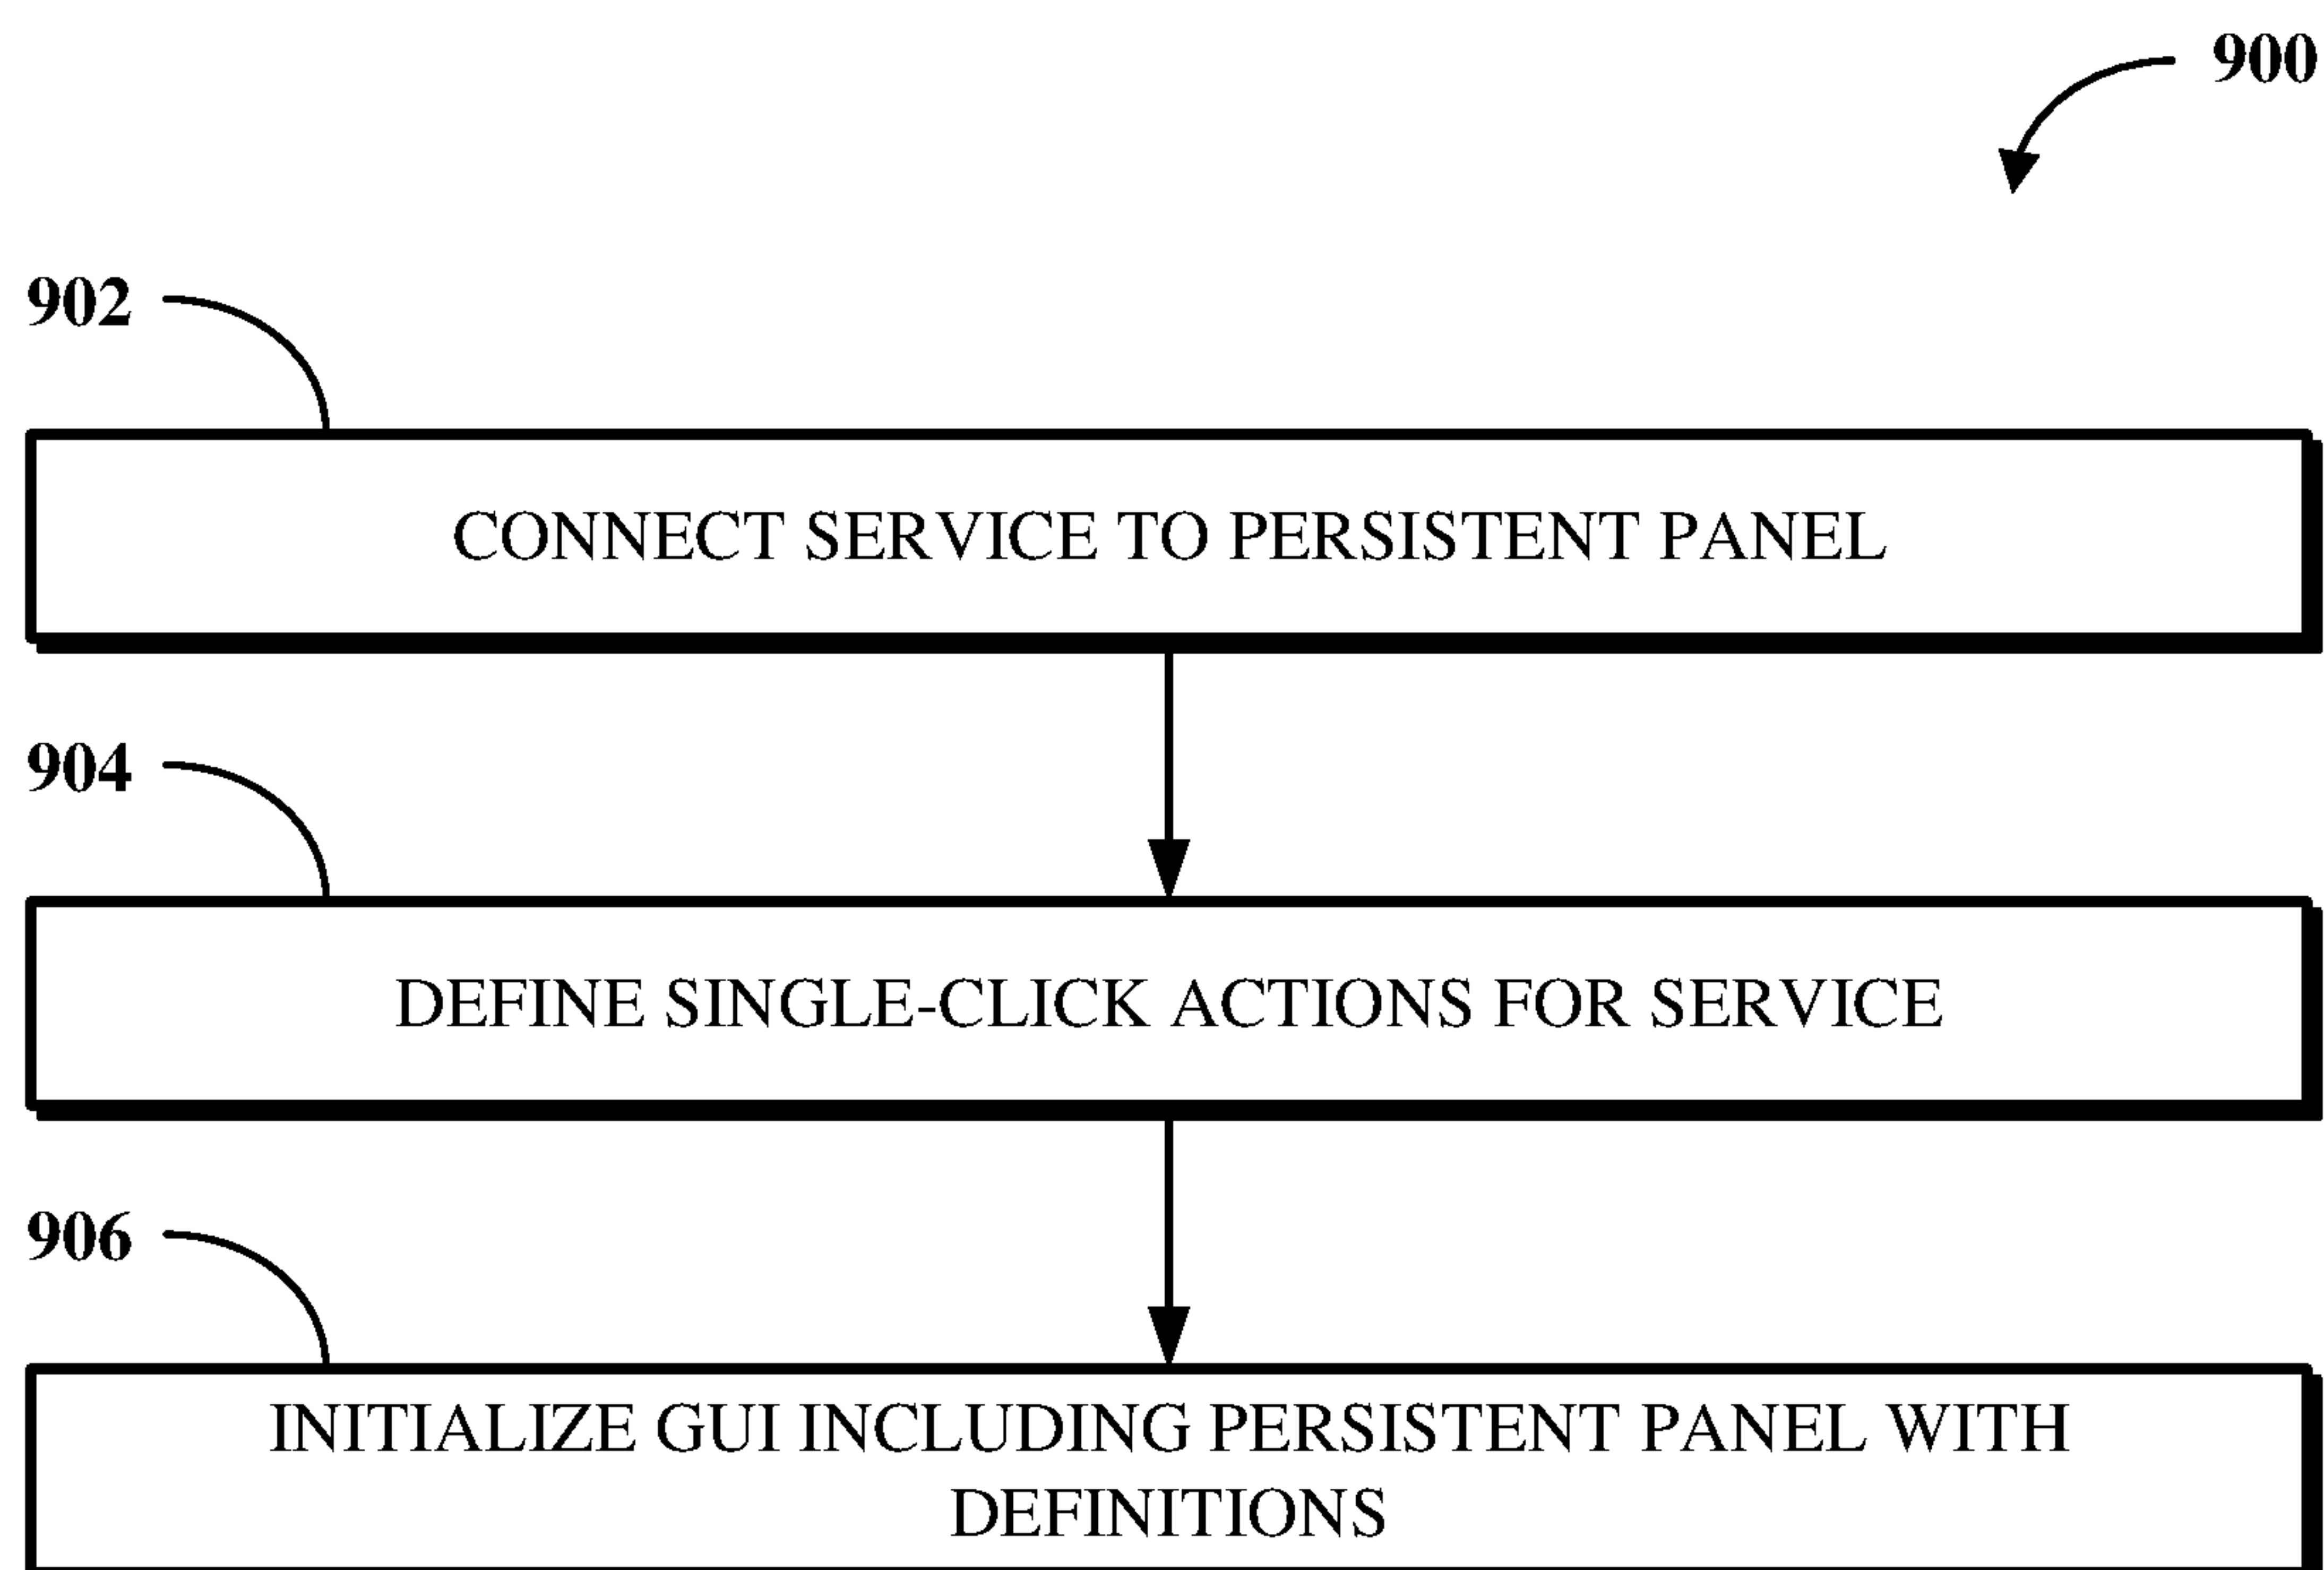 900
902
CONNECT SERVICE TO PERSISTENT PANEL
904
DEFINE SINGLE-CLICK ACTIONS FOR SERVICE
906
INITIALIZE GUI INCLUDING PERSISTENT PANEL WITH
DEFINITIONS